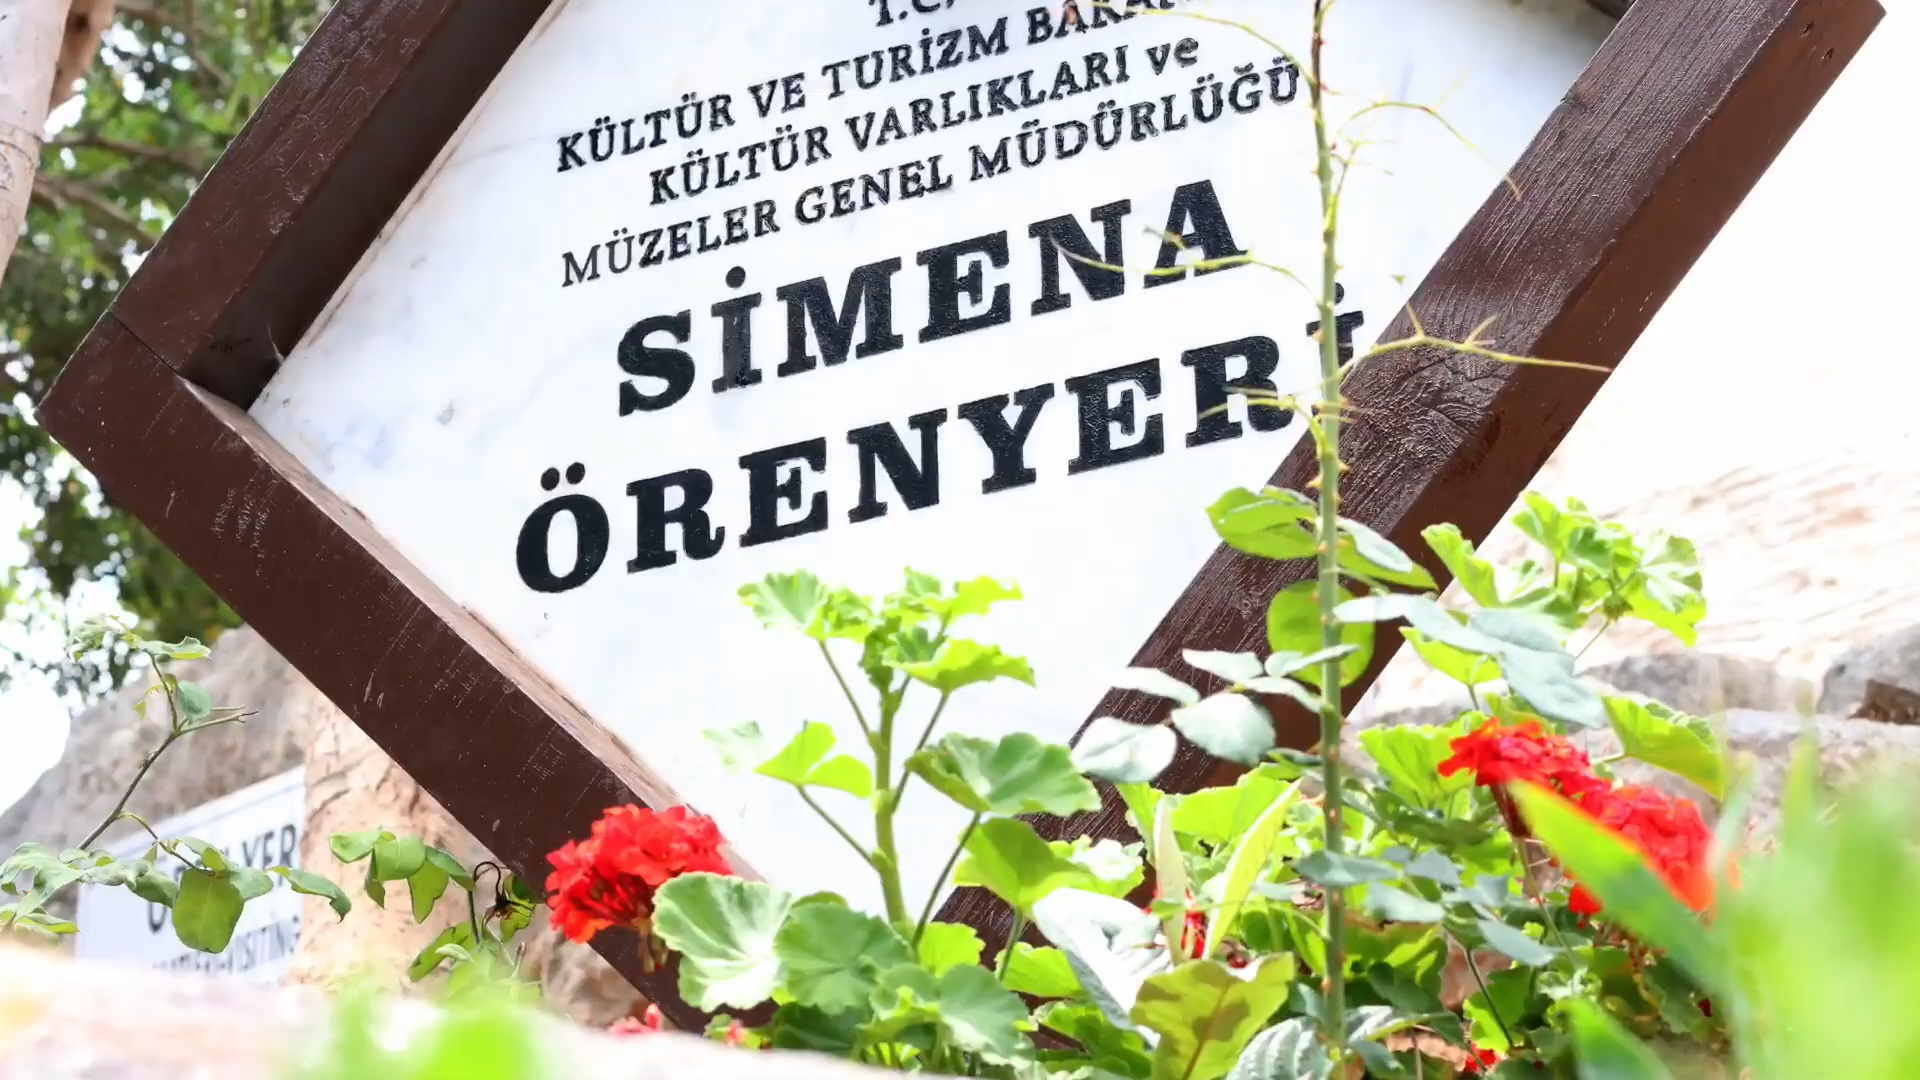 T.C.
KÜLTÜR VE TURİZM
KÜLTÜR VARLIKLARI ve
MÜZELER GENEL MÜDÜRLÜĞÜ
SİMENA
ÖRENYERİ